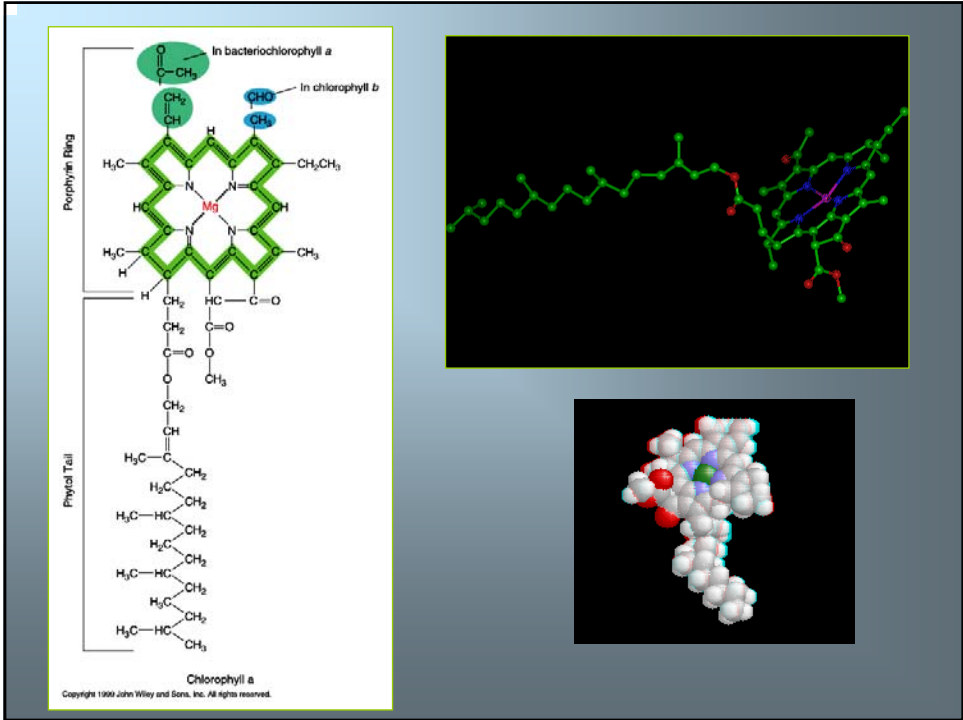 In bacteriochlorophyll a
O
C—CH₃
In chlorophyll b
CH₂
CHO
CH
CH₃
Porphyrin Ring
H
C C C
H₃C—C C C C C—CH₂CH₃
C N N C
HC Mg CH
C N N C
H₃C—C C C C C—CH₃
H
C C C
H
CH₂ HC—C=O
CH₂ C=O
C=O O
O CH₃
CH₂
Phytol Tail
CH
H₃C—C
CH₂
H₂C
CH₂
H₃C—HC
CH₂
H₂C
CH₂
H₃C—HC
CH₂
H₃C
CH₂
H₃C—HC
CH₃
Chlorophyll a
Copyright 1999 John Wiley and Sons, Inc. All rights reserved.